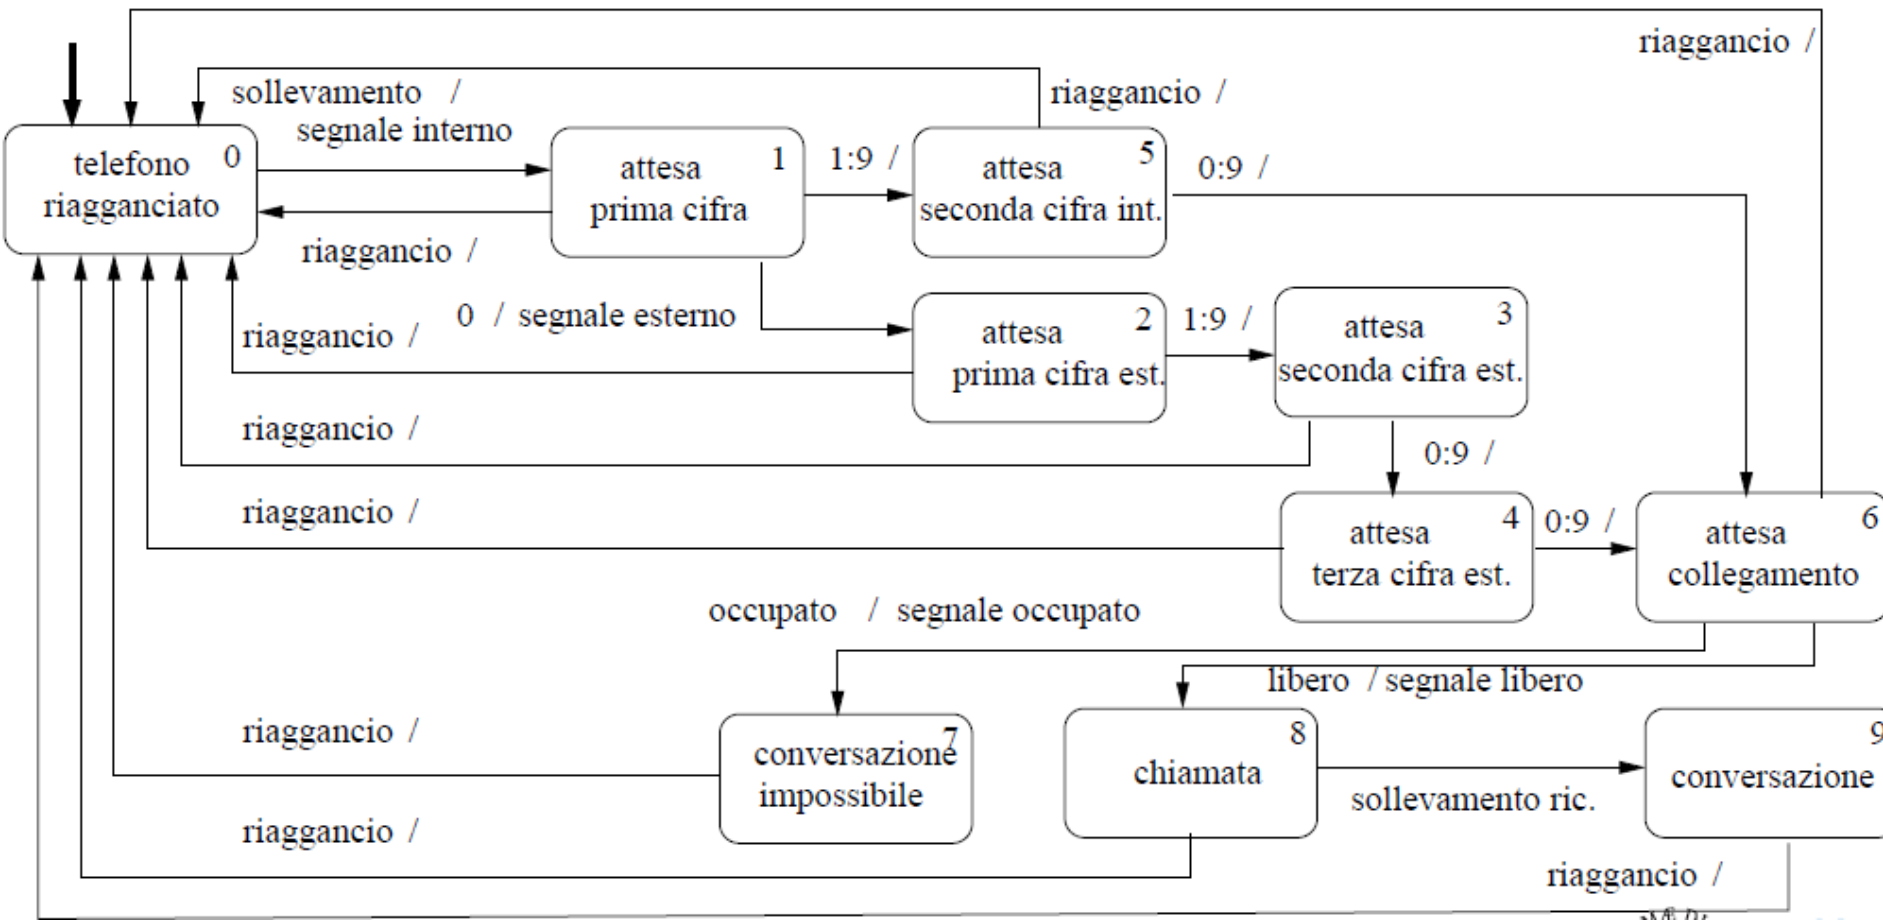 riaggancio /
sollevamento /
segnale interno
riaggancio /
telefono
riagganciato
0
attesa
prima cifra
1
1:9 /
attesa
seconda cifra int.
5
0:9 /
riaggancio /
0 / segnale esterno
riaggancio /
attesa
prima cifra est.
2
1:9 /
attesa
seconda cifra est.
3
riaggancio /
0:9 /
riaggancio /
attesa
terza cifra est.
4
0:9 /
attesa
collegamento
6
occupato / segnale occupato
libero / segnale libero
riaggancio /
conversazione
impossibile
7
chiamata
8
sollevamento ric.
conversazione
9
riaggancio /
riaggancio /